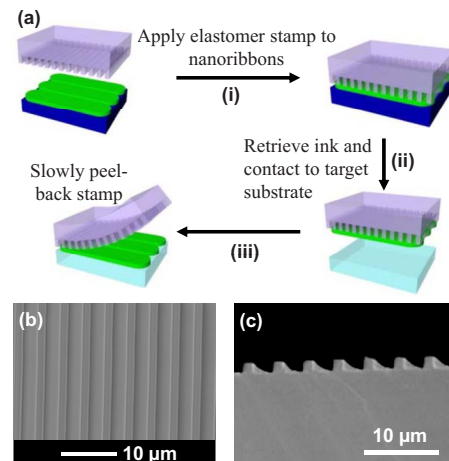 (a)
Apply elastomer stamp to
nanoribbons
(i)
Retrieve ink and
contact to target
substrate
(ii)
Slowly peel-
back stamp
(iii)
(b)
10 µm
(c)
10 µm